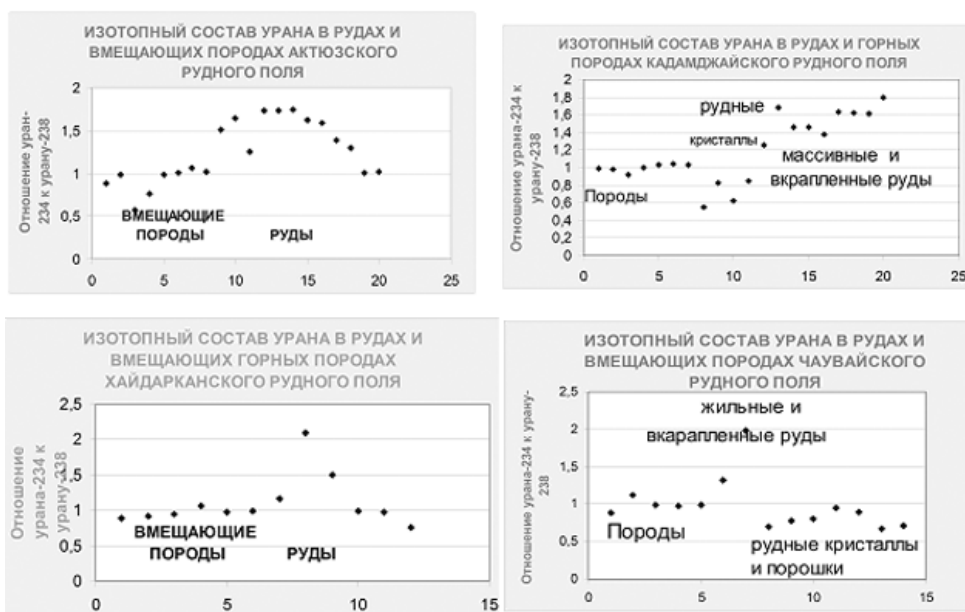 ИЗОТОПНЫЙ СОСТАВ УРАНА В РУДАХ И
ВМЕЩАЮЩИХ ПОРОДАХ АКТЮЗСКОГО
РУДНОГО ПОЛЯ
Отношение уран-
234 к урану-238
2
1,5
1
0,5
0
ВМЕЩАЮЩИЕ
ПОРОДЫ
РУДЫ
0 5 10 15 20 25
ИЗОТОПНЫЙ СОСТАВ УРАНА В РУДАХ И ГОРНЫХ
ПОРОДАХ КАДАМДЖАЙСКОГО РУДНОГО ПОЛЯ
Отношение урана-234 к
урану-238
2
1,8
1,6
1,4
1,2
1
0,8
0,6
0,4
0,2
0
рудные
кристаллы
массивные и
вкрапленные руды
Породы
0 5 10 15 20 25
ИЗОТОПНЫЙ СОСТАВ УРАНА В РУДАХ И
ВМЕЩАЮЩИХ ГОРНЫХ ПОРОДАХ
ХАЙДАРКАНСКОГО РУДНОГО ПОЛЯ
Отношение
урана-234 к
урану-238
2,5
2
1,5
1
0,5
0
ВМЕЩАЮЩИЕ
ПОРОДЫ
РУДЫ
0 5 10 15
ИЗОТОПНЫЙ СОСТАВ УРАНА В РУДАХ И
ВМЕЩАЮЩИХ ПОРОДАХ ЧАУВАЙСКОГО
РУДНОГО ПОЛЯ
Отношение урана-234 к урану-
238
2,5
2
1,5
1
0,5
0
жильные и
вкарапленные руды
Породы
рудные кристаллы
и порошки
0 5 10 15